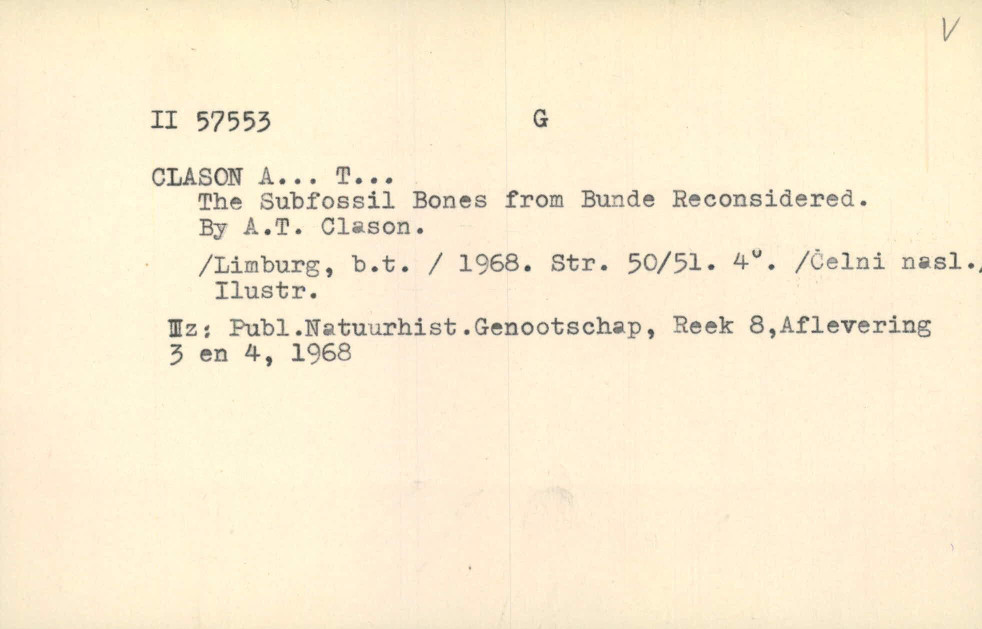 V
II 57553 G
CLASON A... T...
The Subfossil Bones from Bunde Reconsidered.
By A.T. Clason.
/Limburg, b.t. / 1968. Str. 50/51. 4°. /Čelni nasl./
Ilustr.
Iz: Publ.Natuurhist.Genootschap, Reek 8,Aflevering
3 en 4, 1968